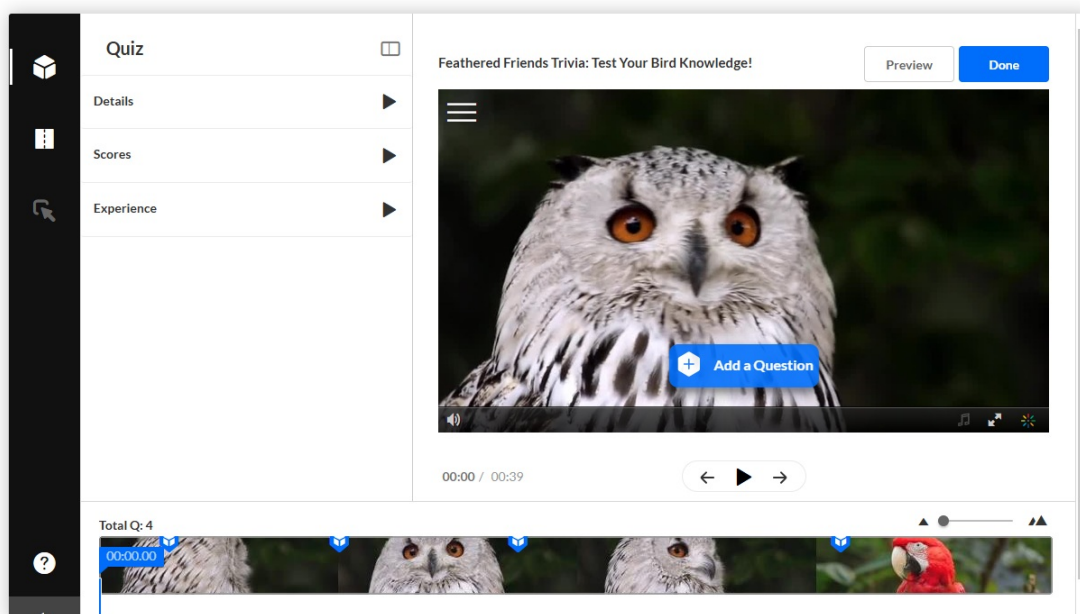 Quiz
Details
Scores
Experience
Feathered Friends Trivia: Test Your Bird Knowledge!
Preview
Done
+ Add a Question
00:00 / 00:39
Total Q: 4
00:00.00
?